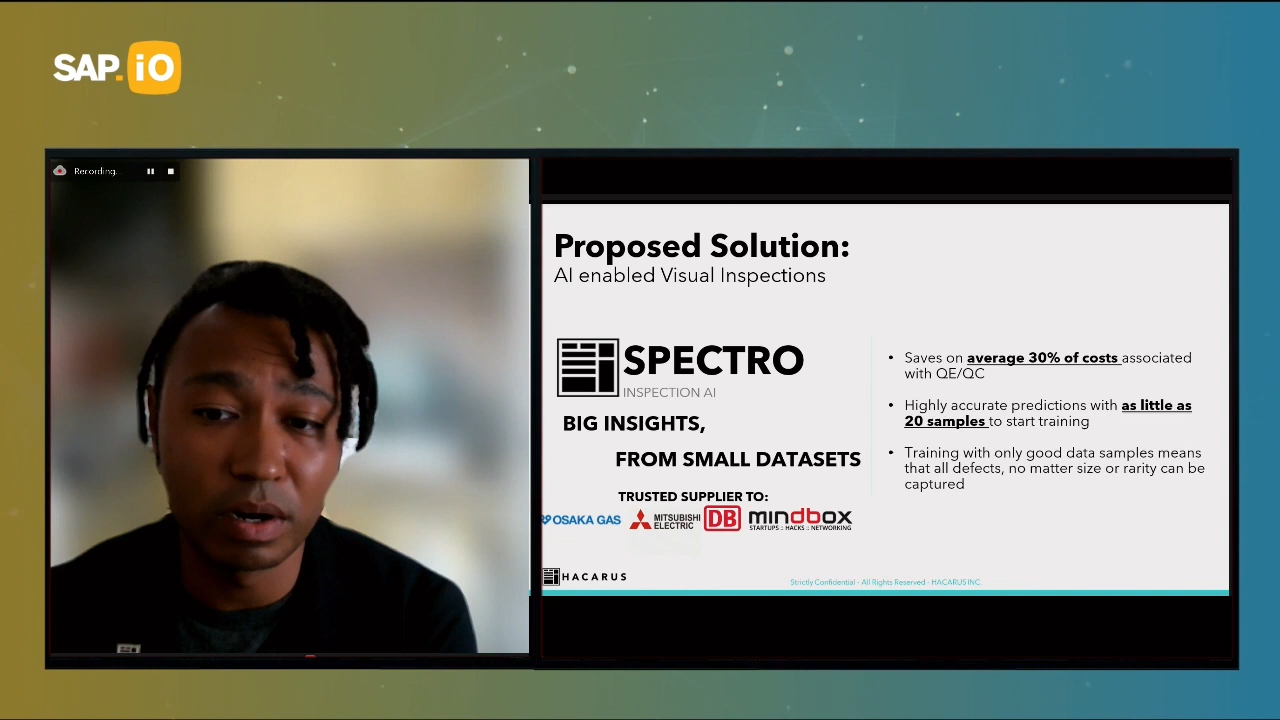 SAP.iO
Recording...
Proposed Solution:
AI enabled Visual Inspections
SPECTRO
INSPECTION AI
BIG INSIGHTS,
FROM SMALL DATASETS
TRUSTED SUPPLIER TO:
OSAKA GAS
MITSUBISHI
ELECTRIC
DB
mindbox
STARTUPS :: HACKS :: NETWORKING
• Saves on average 30% of costs associated
with QE/QC
• Highly accurate predictions with as little as
20 samples to start training
• Training with only good data samples means
that all defects, no matter size or rarity can be
captured
HACARUS
Strictly Confidential - All Rights Reserved - HACARUS INC.